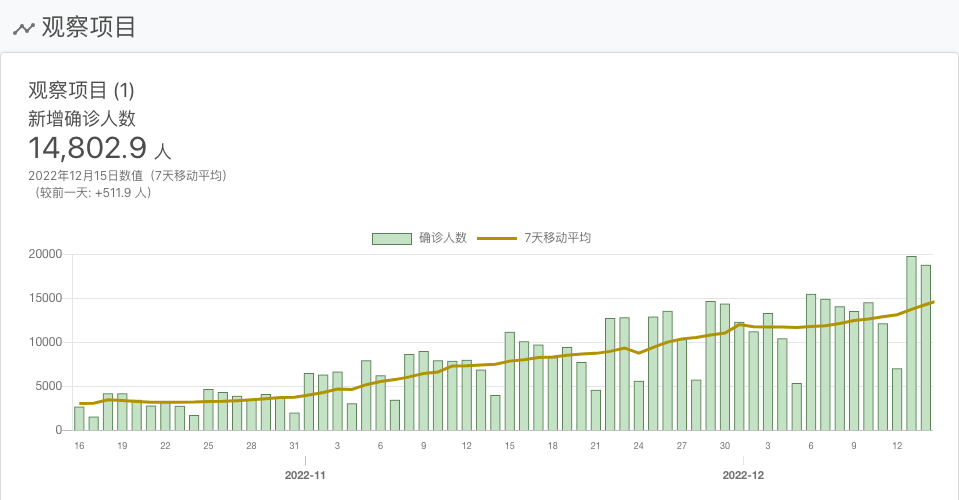 观察项目
观察项目 (1)
新增确诊人数
14,802.9 人
2022年12月15日数值（7天移动平均）
（较前一天: +511.9 人）
确诊人数 7天移动平均
20000
15000
10000
5000
0
16 19 22 25 28 31 3 6 9 12 15 18 21 24 27 30 3 6 9 12
2022-11 2022-12